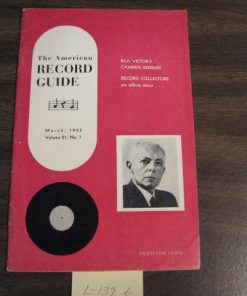 The American
RECORD
GUIDE
March, 1955
Volume 21, No. 7
RCA VICTOR'S
CAMDEN REISSUES
RECORD COLLECTORS
are talking about . . .
THIRTY-FIVE CENTS
L-139